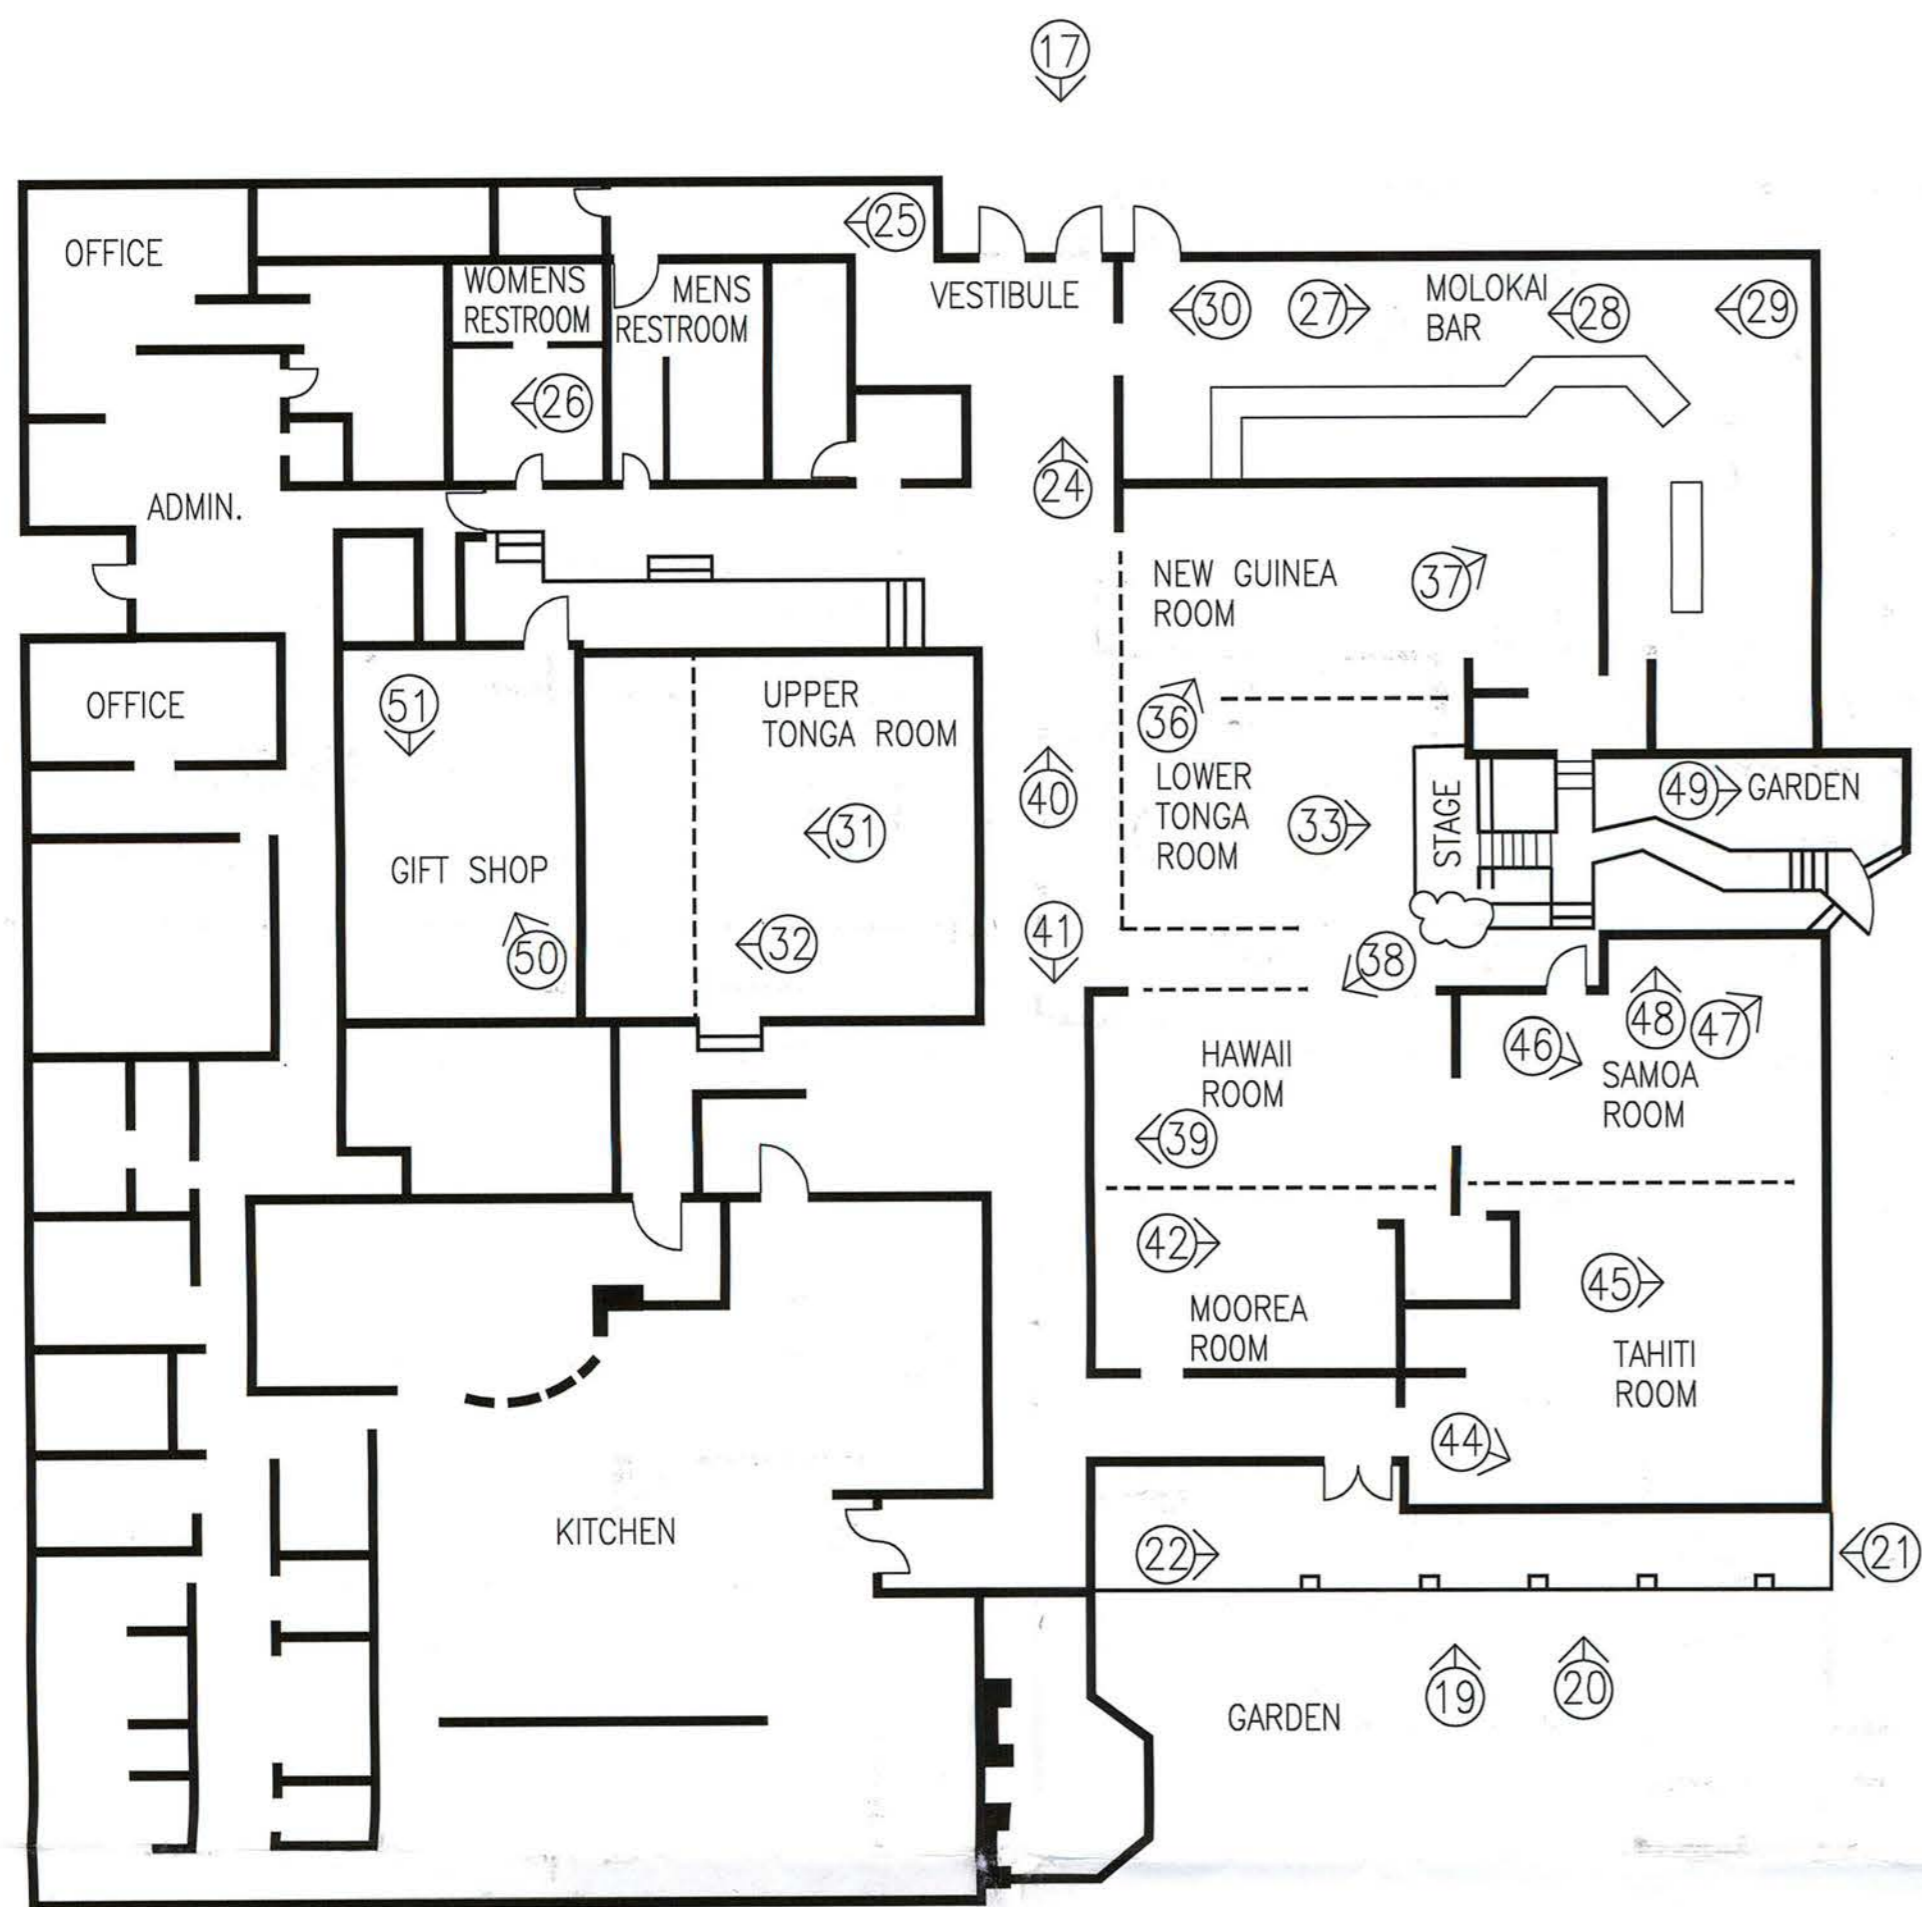 17
25
OFFICE
WOMENS
RESTROOM
MENS
RESTROOM
VESTIBULE
30
27
MOLOKAI
BAR
28
29
26
24
ADMIN.
NEW GUINEA
ROOM
37
OFFICE
51
UPPER
TONGA ROOM
36
40
LOWER
TONGA
ROOM
33
STAGE
49
GARDEN
31
GIFT SHOP
50
32
41
38
48
47
46
HAWAII
ROOM
SAMOA
ROOM
39
42
45
MOOREA
ROOM
TAHITI
ROOM
44
KITCHEN
22
21
19
20
GARDEN